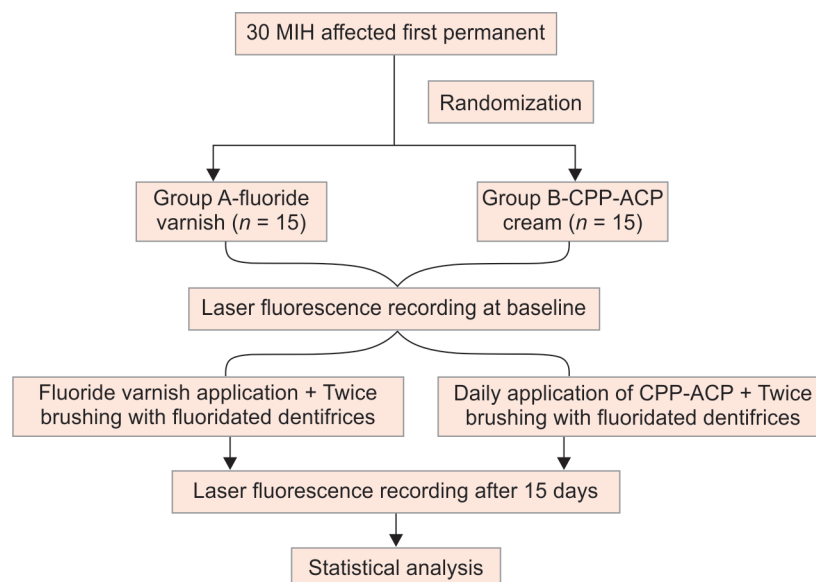 30 MIH affected first permanent
Randomization
Group A-fluoride
varnish (n = 15)
Group B-CPP-ACP
cream (n = 15)
Laser fluorescence recording at baseline
Fluoride varnish application + Twice
brushing with fluoridated dentifrices
Daily application of CPP-ACP + Twice
brushing with fluoridated dentifrices
Laser fluorescence recording after 15 days
Statistical analysis